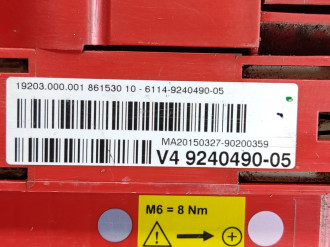 19203.000.001 861530 10 - 6114-9240490-05
MA20150327-90200359
V4 9240490-05
M6 = 8 Nm